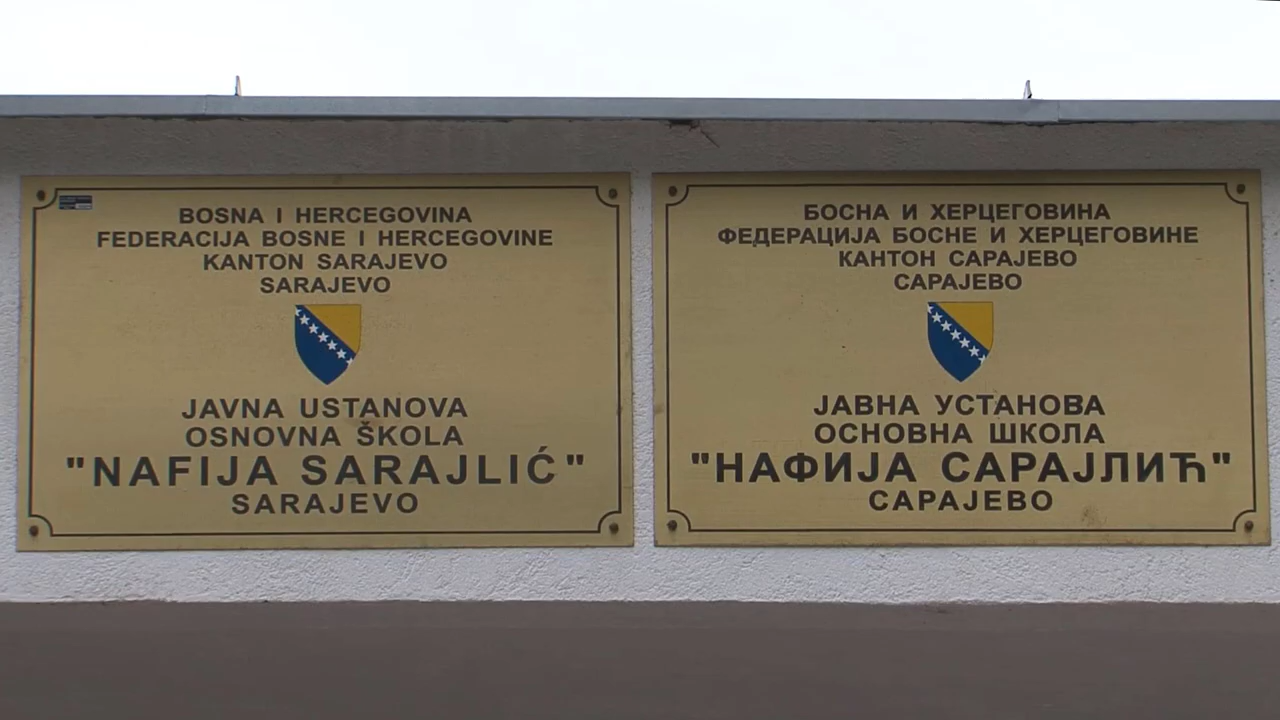 BOSNA I HERCEGOVINA
FEDERACIJA BOSNE I HERCEGOVINE
KANTON SARAJEVO
SARAJEVO
JAVNA USTANOVA
OSNOVNA ŠKOLA
"NAFIJA SARAJLIĆ"
SARAJEVO
БОСНА И ХЕРЦЕГОВИНА
ФЕДЕРАЦИЈА БОСНЕ И ХЕРЦЕГОВИНЕ
КАНТОН САРАЈЕВО
САРАЈЕВО
ЈАВНА УСТАНОВА
ОСНОВНА ШКОЛА
"НАФИЈА САРАЈЛИЋ"
САРАЈЕВО